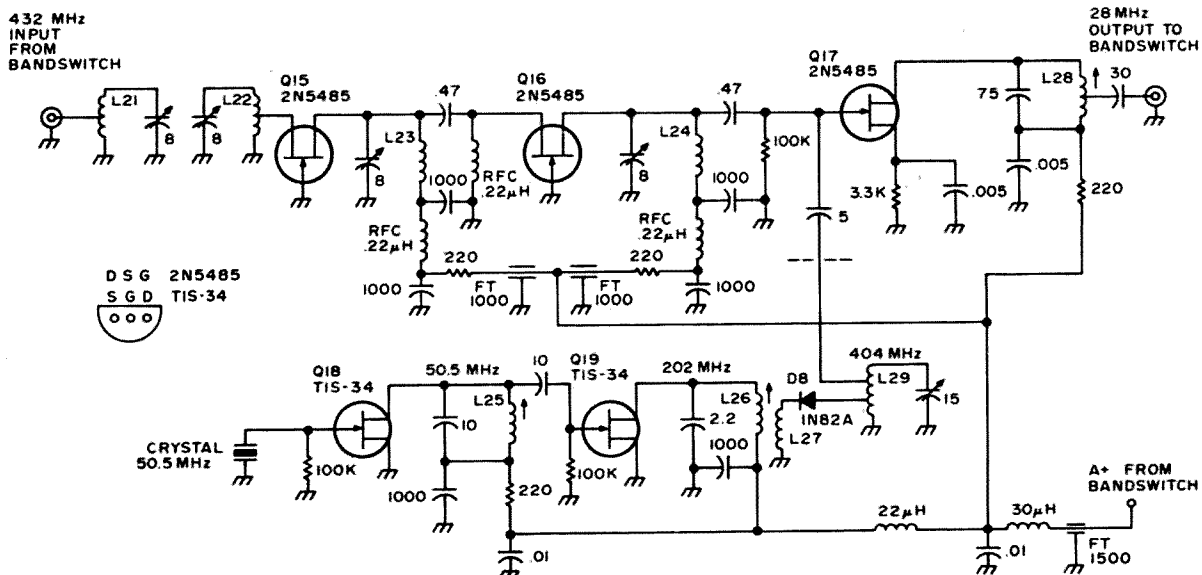 432 MHz
INPUT
FROM
BANDSWITCH
28 MHz
OUTPUT TO
BANDSWITCH
L21
8
8
L22
Q15
2N5485
8
L23
.47
1000
RFC
.22μH
RFC
.22μH
220
1000
FT
1000
Q16
2N5485
8
L24
.47
1000
100K
RFC
.22μH
220
FT
1000
1000
Q17
2N5485
5
3.3K
.005
75
.005
L28
30
220
D S G 2N5485
S G D TIS-34
Q18
TIS-34
CRYSTAL
50.5 MHz
100K
50.5 MHz
10
L25
1000
220
.01
10
Q19
TIS-34
100K
202 MHz
2.2
L26
1000
L27
D8
1N82A
404 MHz
L29
15
22μH
30μH
.01
FT
1500
A+ FROM
BANDSWITCH